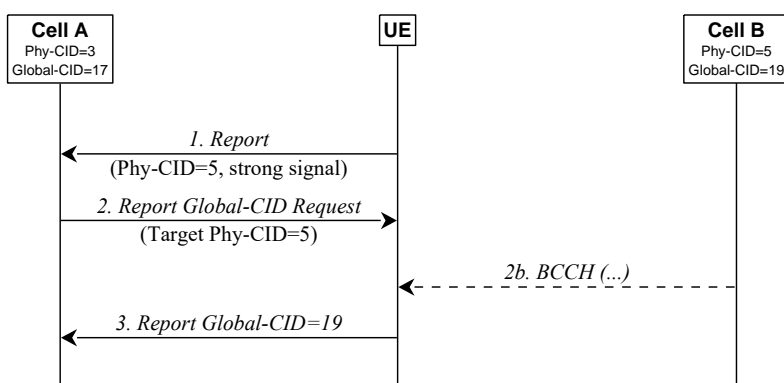 Cell A
Phy-CID=3
Global-CID=17
UE
Cell B
Phy-CID=5
Global-CID=19
1. Report
(Phy-CID=5, strong signal)
2. Report Global-CID Request
(Target Phy-CID=5)
2b. BCCH (...)
3. Report Global-CID=19